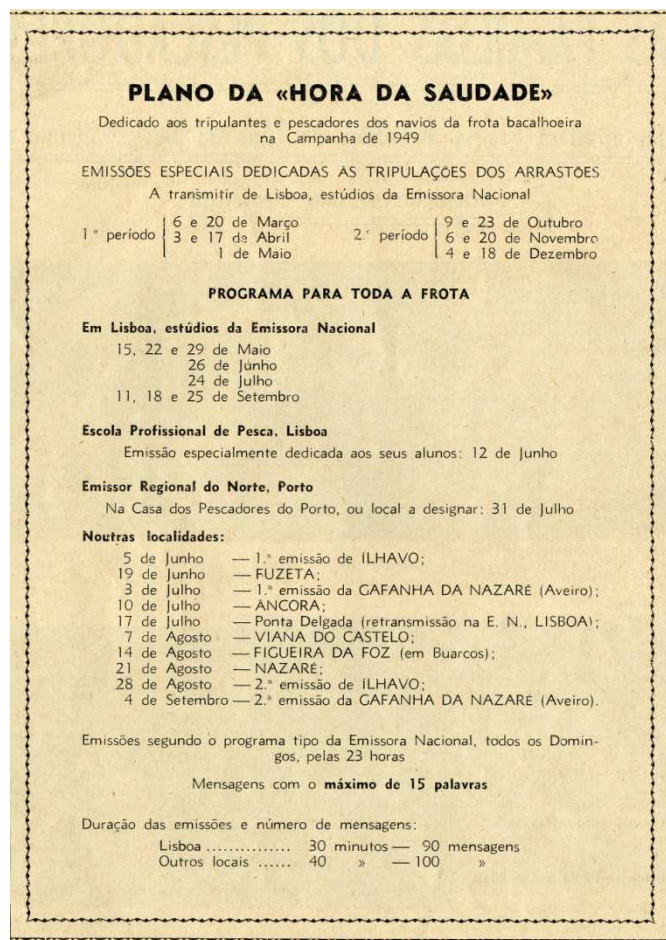 PLANO DA «HORA DA SAUDADE»
Dedicado aos tripulantes e pescadores dos navios da frota bacalhoeira
na Campanha de 1949
EMISSÕES ESPECIAIS DEDICADAS ÀS TRIPULAÇÕES DOS ARRASTÕES
A transmitir de Lisboa, estúdios da Emissora Nacional
1.º período
6 e 20 de Março
3 e 17 de Abril
1 de Maio
2.º período
9 e 23 de Outubro
6 e 20 de Novembro
4 e 18 de Dezembro
PROGRAMA PARA TODA A FROTA
Em Lisboa, estúdios da Emissora Nacional
15, 22 e 29 de Maio
26 de Junho
24 de Julho
11, 18 e 25 de Setembro
Escola Profissional de Pesca, Lisboa
Emissão especialmente dedicada aos seus alunos: 12 de Junho
Emissor Regional do Norte, Porto
Na Casa dos Pescadores do Porto, ou local a designar: 31 de Julho
Noutras localidades:
5 de Junho — 1.ª emissão de ÍLHAVO;
19 de Junho — FUZETA;
3 de Julho — 1.ª emissão da GAFANHA DA NAZARÉ (Aveiro);
10 de Julho — ÂNCORA;
17 de Julho — Ponta Delgada (retransmissão na E. N., LISBOA);
7 de Agosto — VIANA DO CASTELO;
14 de Agosto — FIGUEIRA DA FOZ (em Buarcos);
21 de Agosto — NAZARÉ;
28 de Agosto — 2.ª emissão de ÍLHAVO;
4 de Setembro — 2.ª emissão da GAFANHA DA NAZARÉ (Aveiro).
Emissões segundo o programa tipo da Emissora Nacional, todos os Domin-
gos, pelas 23 horas
Mensagens com o máximo de 15 palavras
Duração das emissões e número de mensagens:
Lisboa .............. 30 minutos — 90 mensagens
Outros locais ...... 40 » — 100 »